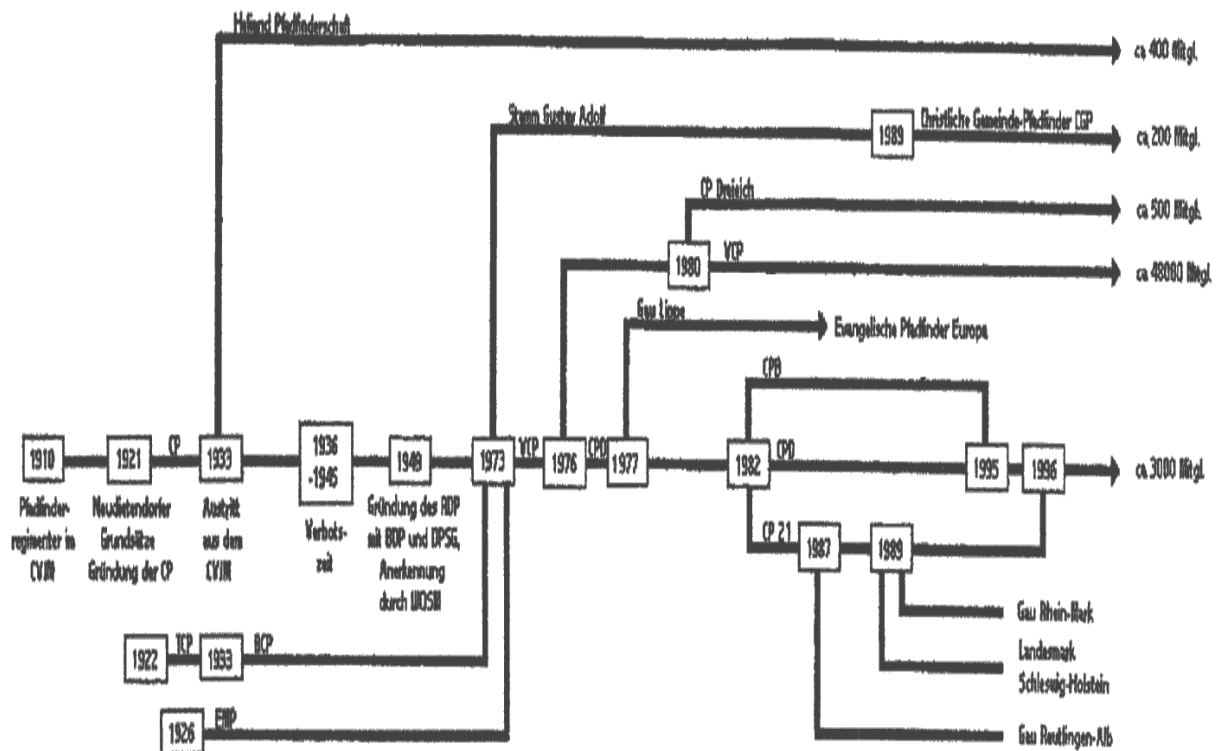 Heliand Pfadfinderschaft
ca 400 Mitgl.
Stamm Gustav Adolf
1989
Christliche Gemeinde-Pfadfinder CGP
ca. 200 Mitgl.
CP Dreieich
ca 500 Mitgl.
1980
VCP
ca 48000 Mitgl.
Gau Lippe
Evangelische Pfadfinder Europa
CPB
1910
1921
CP
1933
1936
-1945
1949
1973
VCP
1976
CPD
1977
1982
CPD
1995
1996
ca 3000 Mitgl.
Pfadfinder-
regimenter im
CVJM
Neudietendorfer
Grundsätze
Gründung der CP
Austritt
aus dem
CVJM
Verbots-
zeit
Gründung des RDP
mit BDP und DPSG,
Anerkennung
durch WOSM
CP 21
1987
1989
Gau Rhein-Mark
Landesmark
Schleswig-Holstein
Gau Reutlingen-Alb
1922
TCP
1933
BCP
1926
EMP